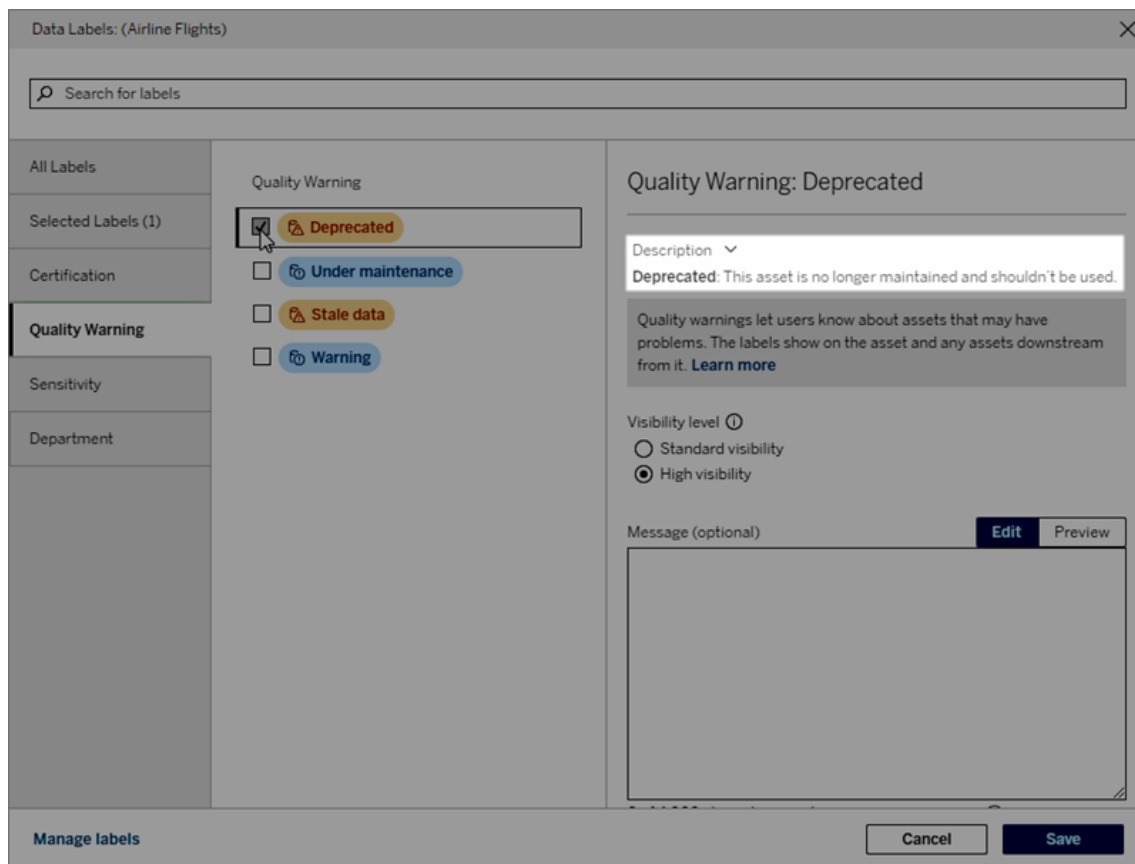 Data Labels: (Airline Flights)
Search for labels
All Labels
Selected Labels (1)
Certification
Quality Warning
Sensitivity
Department
Quality Warning
Deprecated
Under maintenance
Stale data
Warning
Quality Warning: Deprecated
Description
Deprecated: This asset is no longer maintained and shouldn't be used.
Quality warnings let users know about assets that may have
problems. The labels show on the asset and any assets downstream
from it. Learn more
Visibility level
Standard visibility
High visibility
Message (optional)
Edit
Preview
Manage labels
Cancel
Save